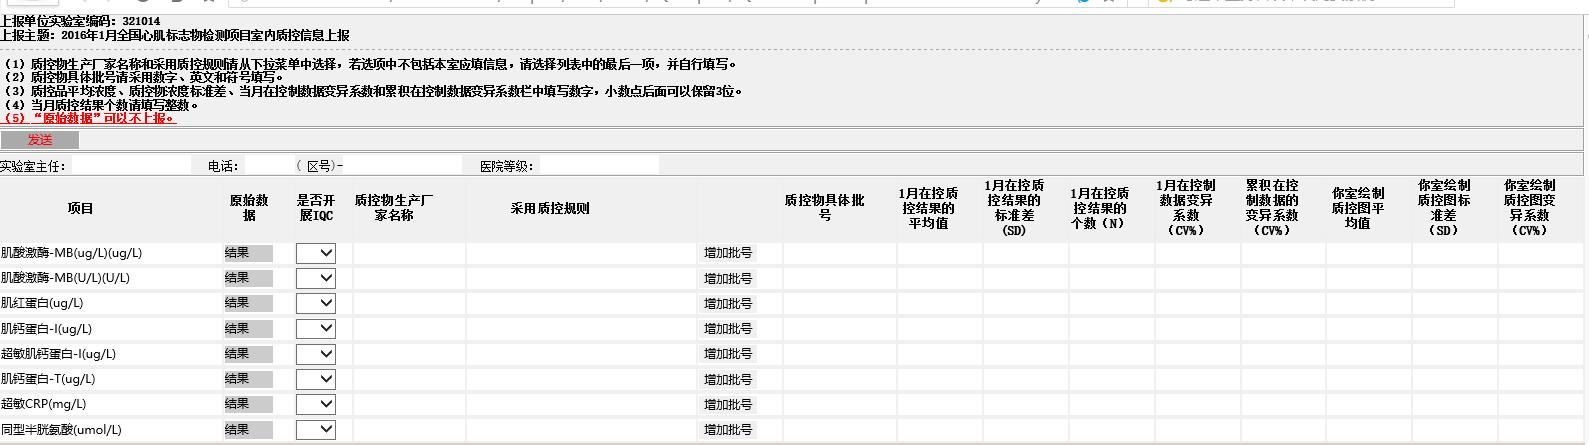 上报单位实验室编码：321014
上报主题：2016年1月全国心肌标志物检测项目室内质控信息上报
（1）质控物生产厂家名称和采用质控规则请从下拉菜单中选择，若选项中不包括本室应填信息，请选择列表中的最后一项，并自行填写。
（2）质控物具体批号请采用数字、英文和符号填写。
（3）质控品平均浓度、质控物浓度标准差、当月在控制数据变异系数和累积在控制数据变异系数栏中填写数字，小数点后面可以保留3位。
（4）当月质控结果个数请填写整数。
（5）“原始数据”可以不上报。
发送
实验室主任： 电话： （ 区号）- 医院等级：
项目 原始数据 是否开展IQC 质控物生产厂家名称 采用质控规则 质控物具体批号 1月在控质控结果的平均值 1月在控质控结果的标准差(SD) 1月在控质控结果的个数（N） 1月在控制数据变异系数（CV%） 累积在控制数据的变异系数（CV%） 你室绘制质控图平均值 你室绘制质控图标准差（SD） 你室绘制质控图变异系数（CV%）
肌酸激酶-MB(ug/L)(ug/L) 结果 增加批号
肌酸激酶-MB(U/L)(U/L) 结果 增加批号
肌红蛋白(ug/L) 结果 增加批号
肌钙蛋白-I(ug/L) 结果 增加批号
超敏肌钙蛋白-I(ug/L) 结果 增加批号
肌钙蛋白-T(ug/L) 结果 增加批号
超敏CRP(mg/L) 结果 增加批号
同型半胱氨酸(umol/L) 结果 增加批号